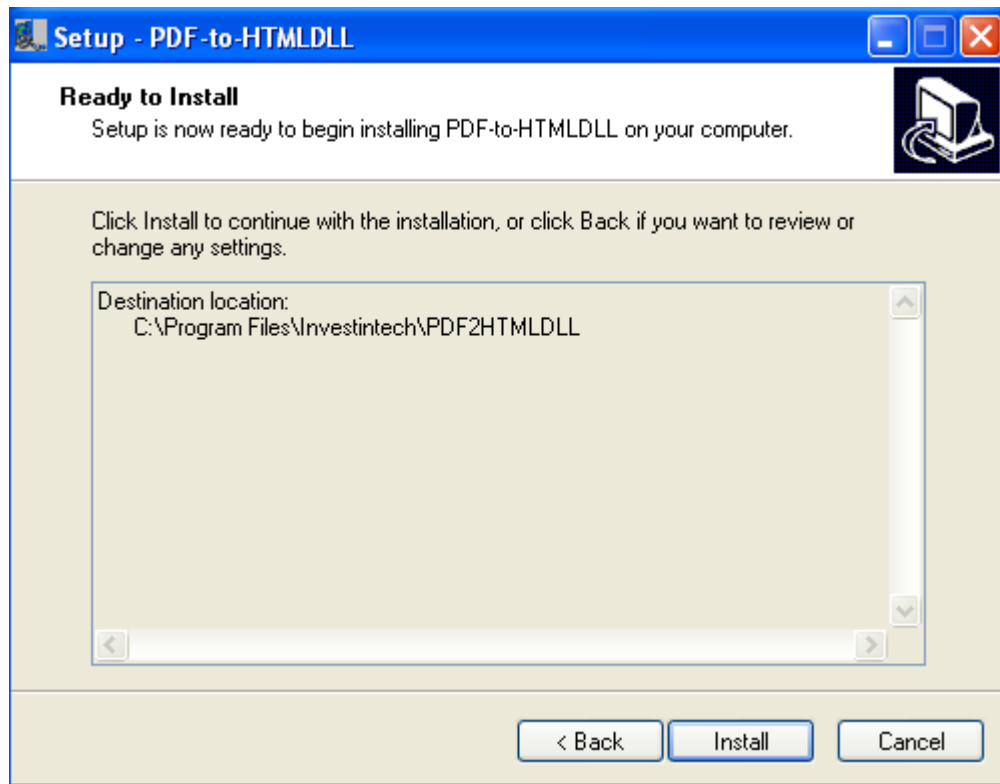 Setup - PDF-to-HTMLDLL
Ready to Install
Setup is now ready to begin installing PDF-to-HTMLDLL on your computer.
Click Install to continue with the installation, or click Back if you want to review or
change any settings.
Destination location:
C:\Program Files\Investintech\PDF2HTMLDLL
< Back
Install
Cancel